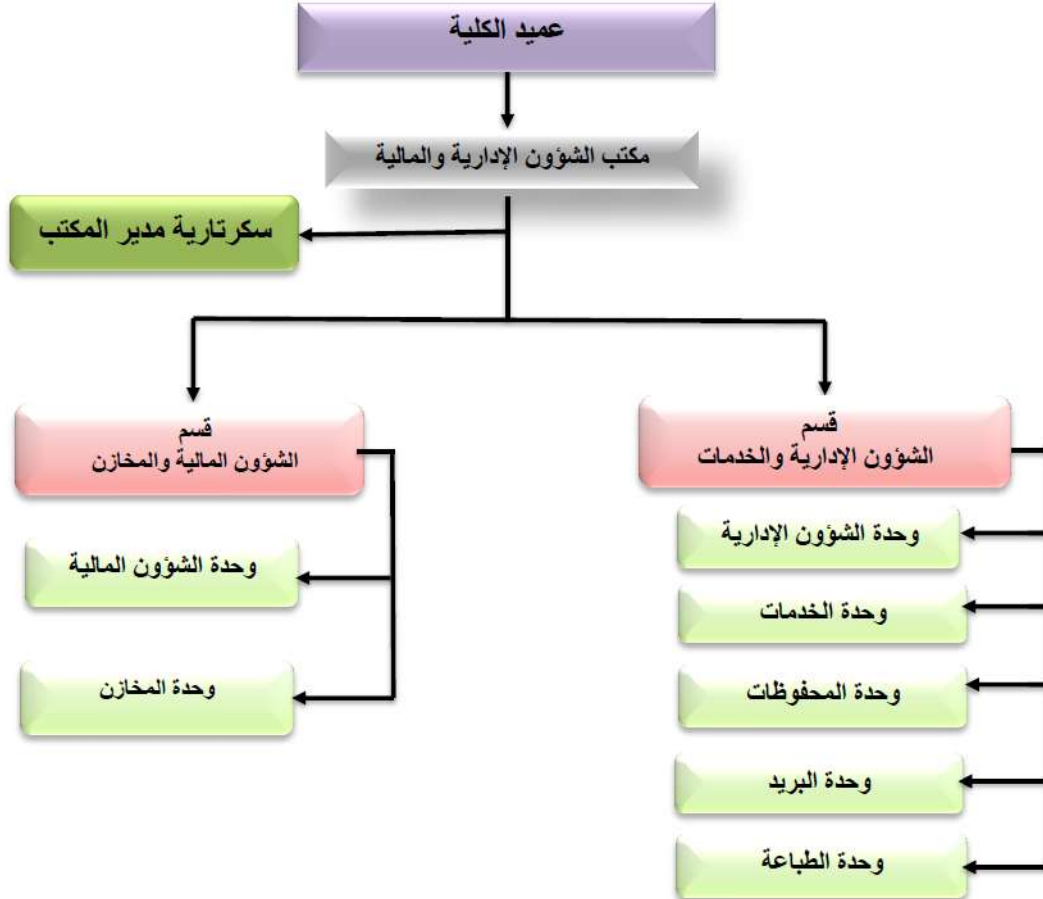 عميد الكلية
مكتب الشؤون الإدارية والمالية
سكرتارية مدير المكتب
قسم
الشؤون الإدارية والخدمات
وحدة الشؤون الإدارية
وحدة الخدمات
وحدة المحفوظات
وحدة البريد
وحدة الطباعة
قسم
الشؤون المالية والمخازن
وحدة الشؤون المالية
وحدة المخازن